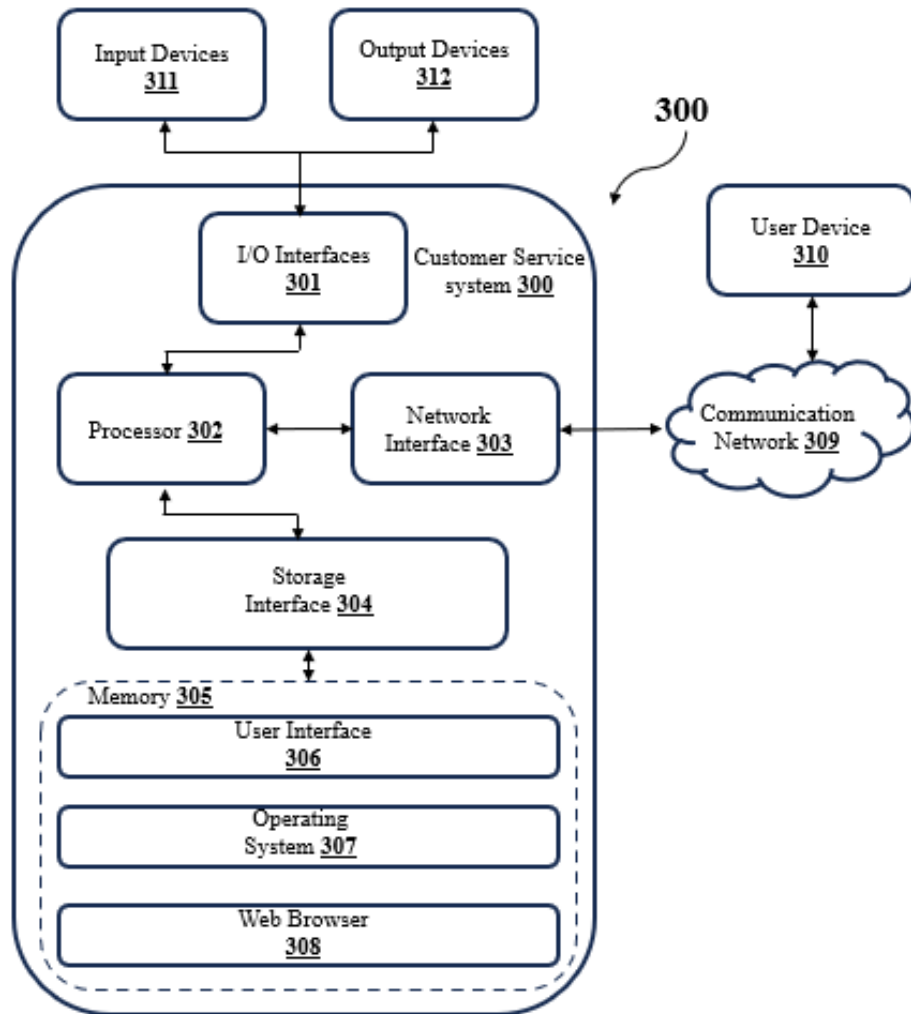 Input Devices
311
Output Devices
312
300
I/O Interfaces
301
Customer Service
system 300
User Device
310
Processor 302
Network
Interface 303
Communication
Network 309
Storage
Interface 304
Memory 305
User Interface
306
Operating
System 307
Web Browser
308